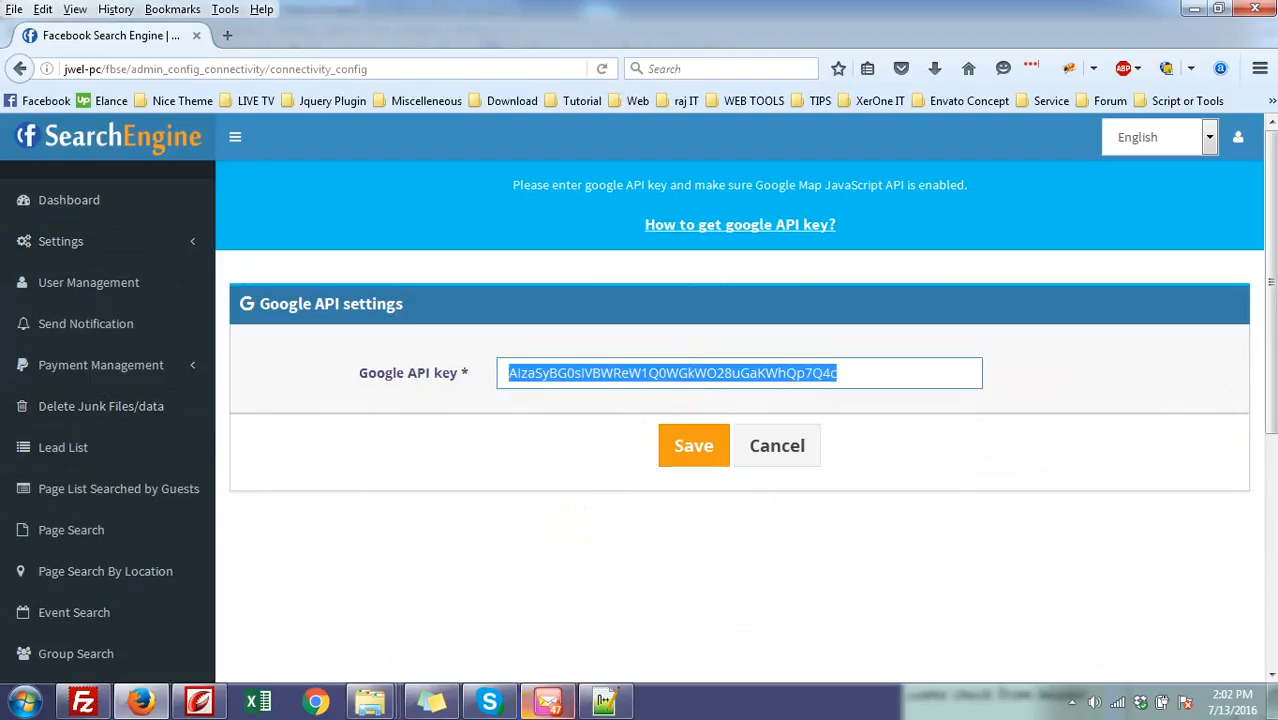 File Edit View History Bookmarks Tools Help
Facebook Search Engine | ...
jwel-pc/fbse/admin_config_connectivity/connectivity_config
Search
ABP
Facebook Up Elance Nice Theme LIVE TV Jquery Plugin Miscelleneous Download Tutorial Web raj IT WEB TOOLS TIPS XerOne IT Envato Concept Service Forum Script or Tools
SearchEngine
English
Please enter google API key and make sure Google Map JavaScript API is enabled.
How to get google API key?
Dashboard
Settings
User Management
Send Notification
Payment Management
Delete Junk Files/data
Lead List
Page List Searched by Guests
Page Search
Page Search By Location
Event Search
Group Search
G Google API settings
Google API key * AIzaSyBG0siVBWReW1Q0WGkWO28uGaKWhQp7Q4c
Save Cancel
47
2:02 PM
7/13/2016